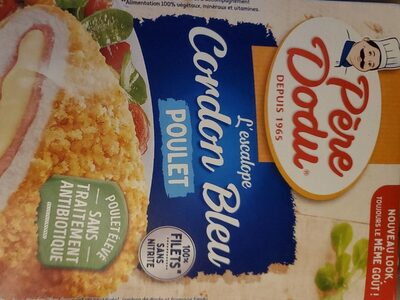 Père
Dodu
DEPUIS 1965
NOUVEAU LOOK,
TOUJOURS LE MÊME GOÛT !
L'escalope
Cordon Bleu
POULET
100%
FILETS*
SANS
NITRITE
POULET ÉLEVÉ
SANS
TRAITEMENT
ANTIBIOTIQUE
*Alimentation 100% végétaux, minéraux et vitamines.